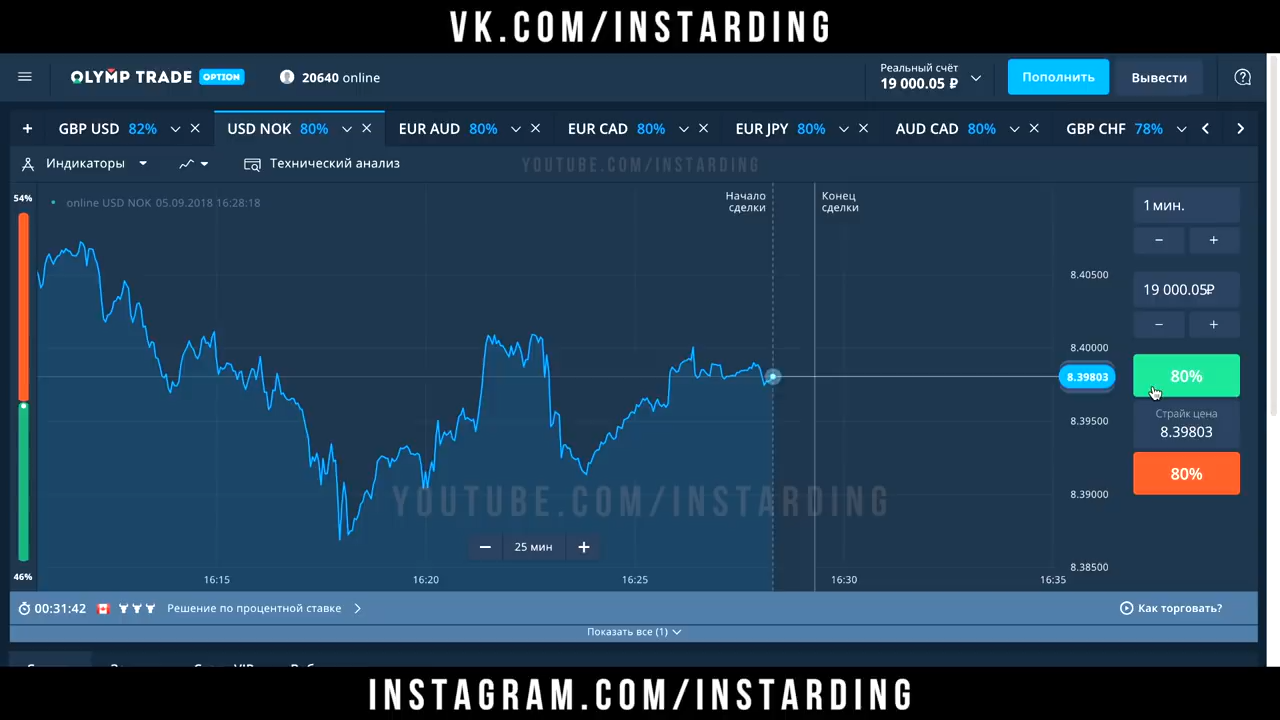 VK.COM/INSTARDING
OLYMP TRADE OPTION
20640 online
Реальный счёт
19 000.05 ₽
Пополнить
Вывести
GBP USD 82%
USD NOK 80%
EUR AUD 80%
EUR CAD 80%
EUR JPY 80%
AUD CAD 80%
GBP CHF 78%
Индикаторы
Технический анализ
YOUTUBE.COM/INSTARDING
54%
online USD NOK 05.09.2018 16:28:18
Начало
сделки
Конец
сделки
1 мин.
8.40500
19 000.05₽
8.40000
8.39803
80%
Страйк цена
8.39803
8.39500
80%
8.39000
YOUTUBE.COM/INSTARDING
25 мин
8.38500
46%
16:15
16:20
16:25
16:30
16:35
00:31:42
Решение по процентной ставке
Как торговать?
Показать все (1)
INSTAGRAM.COM/INSTARDING